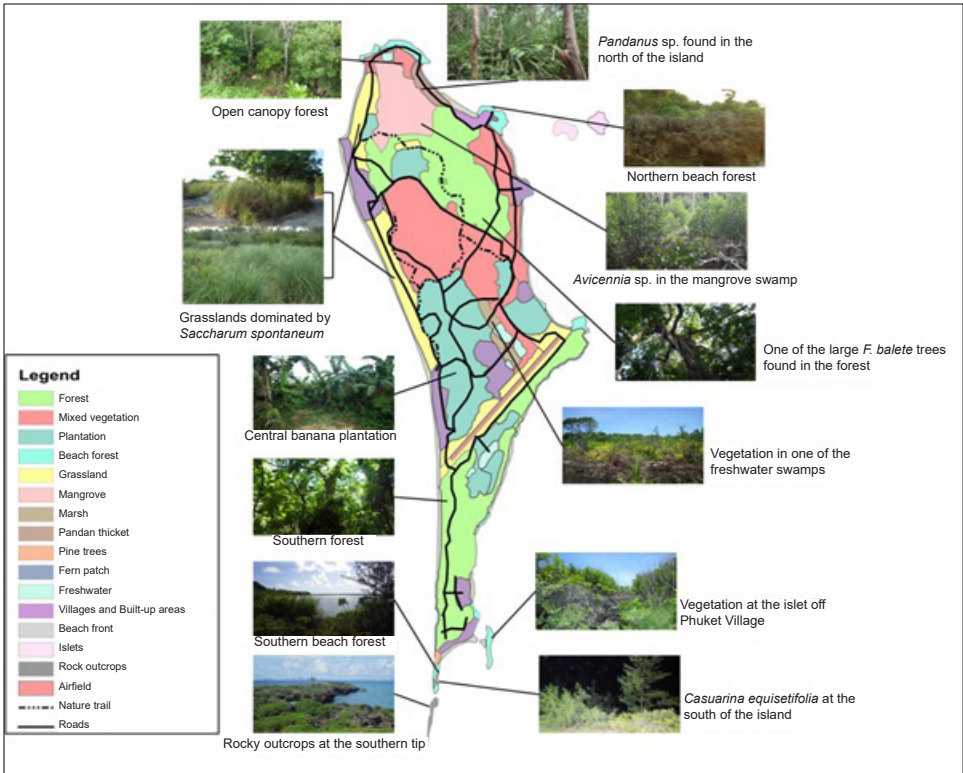 Pandanus sp. found in the
north of the island
Open canopy forest
Northern beach forest
Avicennia sp. in the mangrove swamp
Grasslands dominated by
Saccharum spontaneum
One of the large F. balete trees
found in the forest
Central banana plantation
Vegetation in one of the
freshwater swamps
Southern forest
Southern beach forest
Vegetation at the islet off
Phuket Village
Casuarina equisetifolia at the
south of the island
Rocky outcrops at the southern tip
Legend
Forest
Mixed vegetation
Plantation
Beach forest
Grassland
Mangrove
Marsh
Pandan thicket
Pine trees
Fern patch
Freshwater
Villages and Built-up areas
Beach front
Islets
Rock outcrops
Airfield
Nature trail
Roads